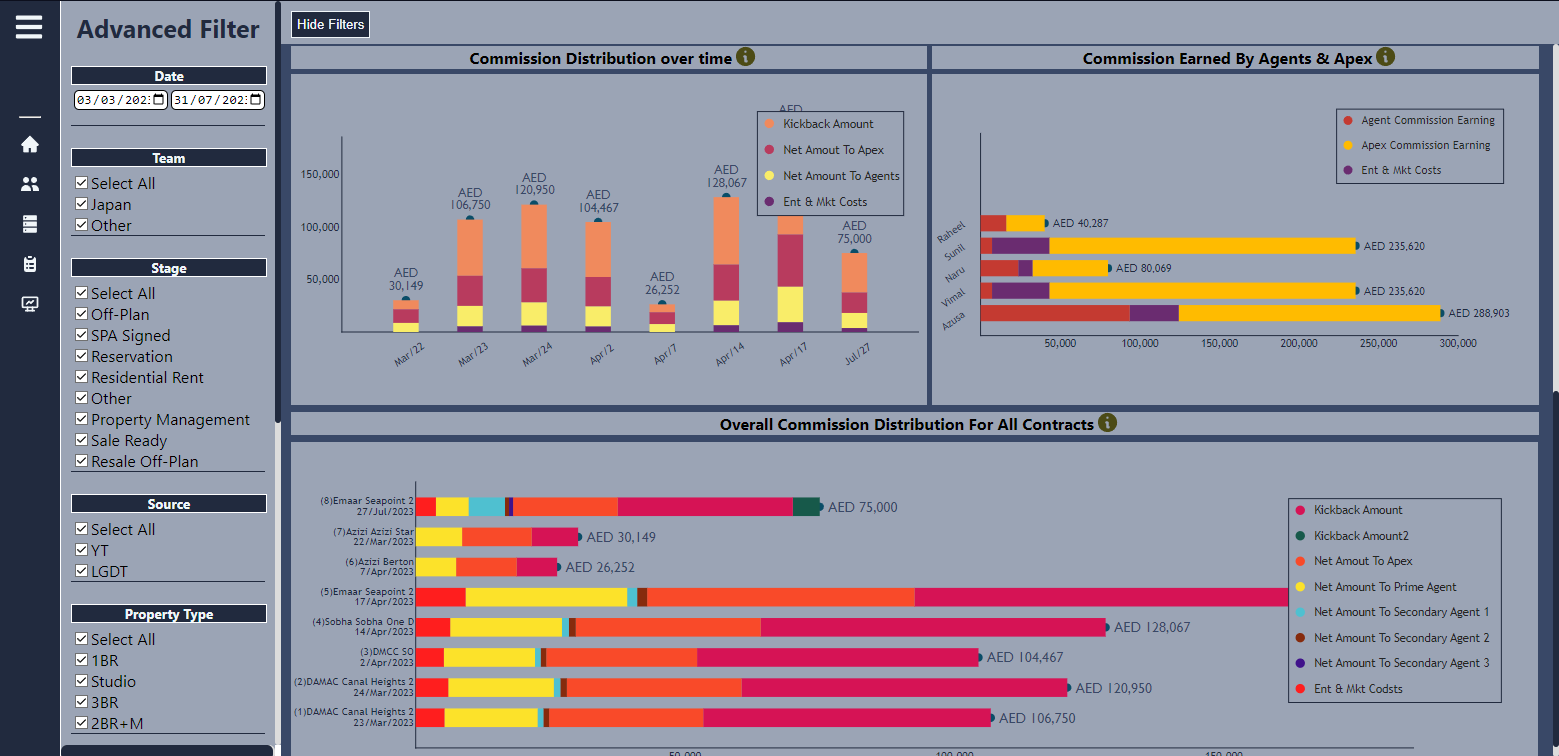 Advanced Filter
Date
03/03/202
31/07/202
Team
Select All
Japan
Other
Stage
Select All
Off-Plan
SPA Signed
Reservation
Residential Rent
Other
Property Management
Sale Ready
Resale Off-Plan
Source
Select All
YT
LGDT
Property Type
Select All
1BR
Studio
3BR
2BR+M
Hide Filters
Commission Distribution over time i
AED
Kickback Amount
Net Amout To Apex
Net Amount To Agents
Ent & Mkt Costs
150,000
100,000
50,000
AED
30,149
AED
106,750
AED
120,950
AED
104,467
AED
26,252
AED
128,067
AED
75,000
Mar/22
Mar/23
Mar/24
Apr/2
Apr/7
Apr/14
Apr/17
Jul/27
Commission Earned By Agents & Apex i
Agent Commission Earning
Apex Commission Earning
Ent & Mkt Costs
Raheel
AED 40,287
Sunil
AED 235,620
Naru
AED 80,069
Vimal
AED 235,620
Azusa
AED 288,903
50,000
100,000
150,000
200,000
250,000
300,000
Overall Commission Distribution For All Contracts i
(8)Emaar Seapoint 2
27/Jul/2023
AED 75,000
(7)Azizi Azizi Star
22/Mar/2023
AED 30,149
(6)Azizi Berton
7/Apr/2023
AED 26,252
(5)Emaar Seapoint 2
17/Apr/2023
(4)Sobha Sobha One D
14/Apr/2023
AED 128,067
(3)DMCC SO
2/Apr/2023
AED 104,467
(2)DAMAC Canal Heights 2
24/Mar/2023
AED 120,950
(1)DAMAC Canal Heights 2
23/Mar/2023
AED 106,750
Kickback Amount
Kickback Amount2
Net Amout To Apex
Net Amount To Prime Agent
Net Amount To Secondary Agent 1
Net Amount To Secondary Agent 2
Net Amount To Secondary Agent 3
Ent & Mkt Codsts
50,000
100,000
150,000